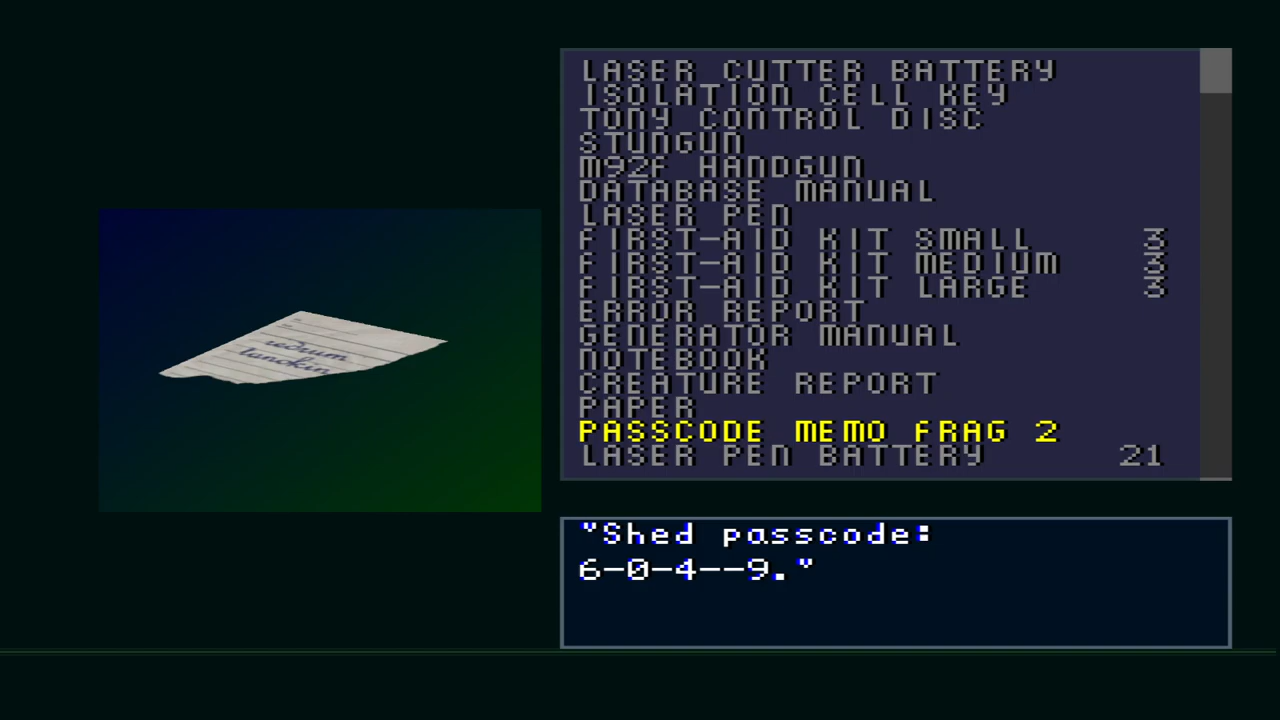 LASER CUTTER BATTERY
ISOLATION CELL KEY
TONY CONTROL DISC
STUNGUN
M92F HANDGUN
DATABASE MANUAL
LASER PEN
FIRST-AID KIT SMALL 3
FIRST-AID KIT MEDIUM 3
FIRST-AID KIT LARGE 3
ERROR REPORT
GENERATOR MANUAL
NOTEBOOK
CREATURE REPORT
PAPER
PASSCODE MEMO FRAG 2
LASER PEN BATTERY 21
redrum
"Shed passcode:
6-0-4--9."